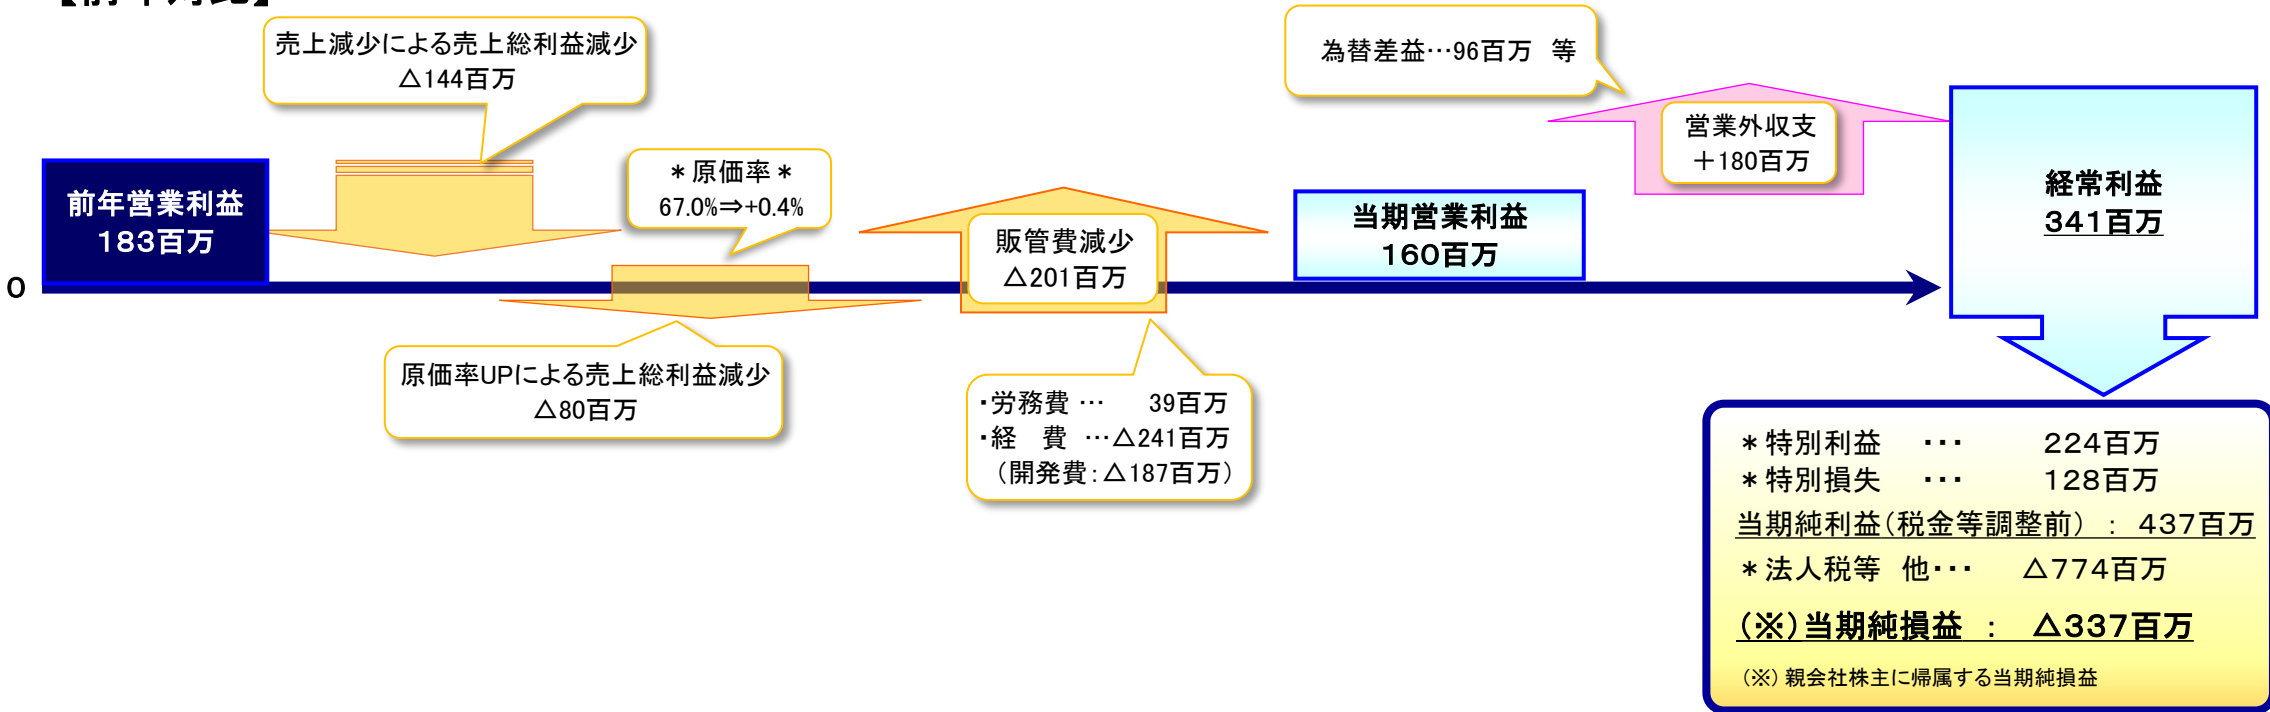 【前年対比】
売上減少による売上総利益減少
△144百万
為替差益…96百万 等
営業外収支
＋180百万
経常利益
341百万
前年営業利益
183百万
＊原価率＊
67.0%⇒+0.4%
販管費減少
△201百万
当期営業利益
160百万
0
原価率UPによる売上総利益減少
△80百万
・労務費 … 39百万
・経 費 …△241百万
（開発費：△187百万）
＊特別利益 ・・・ 224百万
＊特別損失 ・・・ 128百万
当期純利益（税金等調整前） ： 437百万
＊法人税等 他・・・ △774百万
（※）当期純損益 ： △337百万
（※）親会社株主に帰属する当期純損益